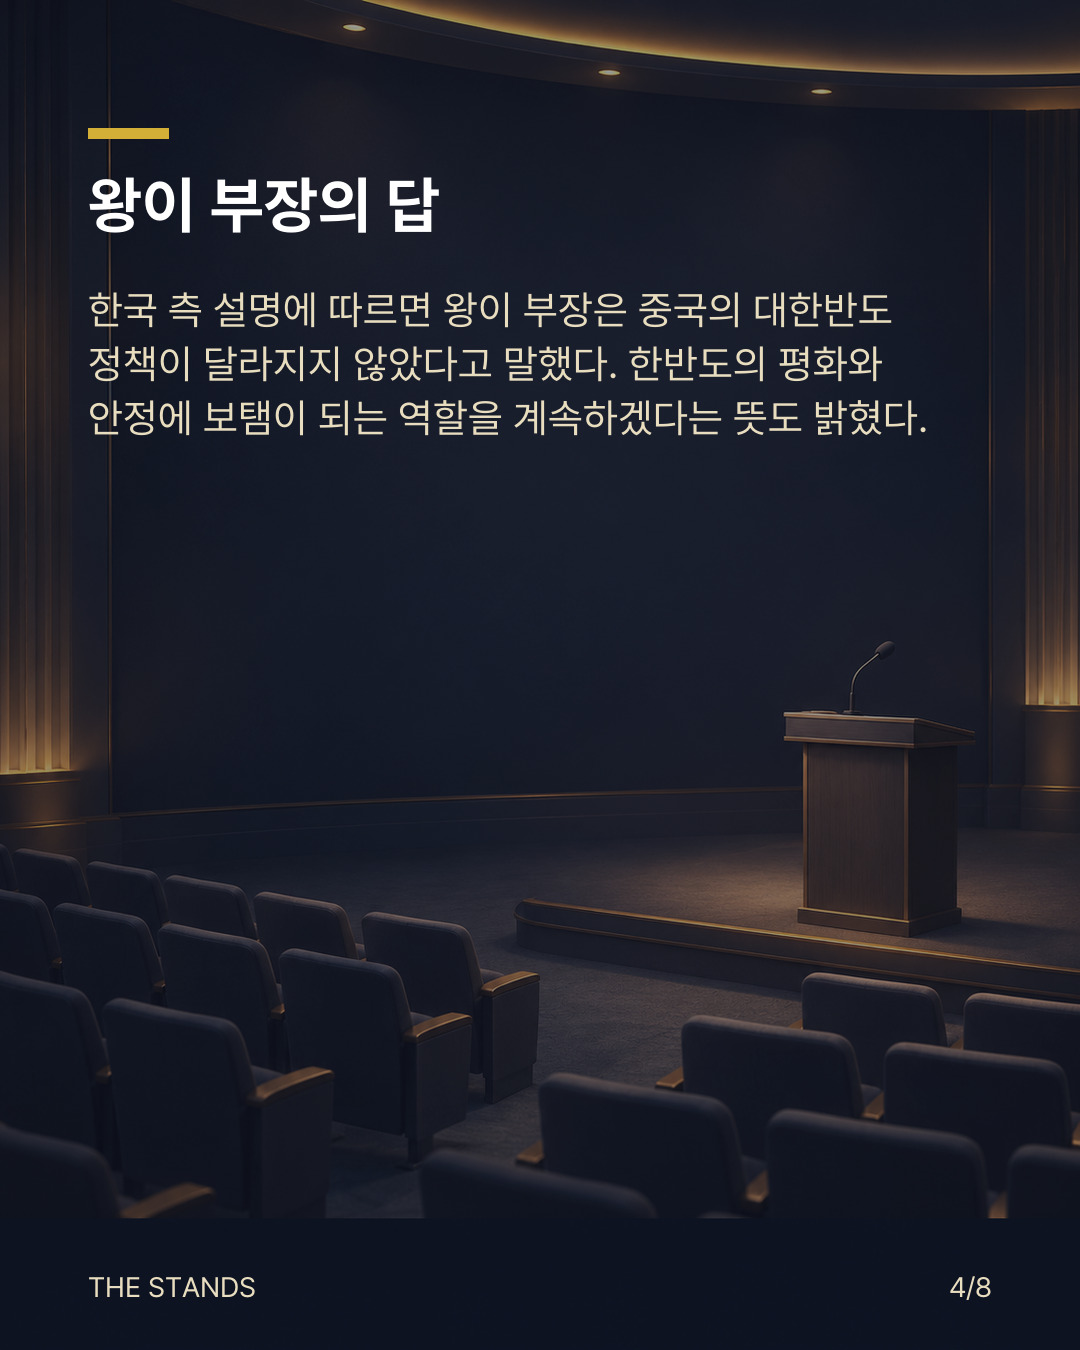 왕이 부장의 답
한국 측 설명에 따르면 왕이 부장은 중국의 대한반도
정책이 달라지지 않았다고 말했다. 한반도의 평화와
안정에 보탬이 되는 역할을 계속하겠다는 뜻도 밝혔다.
THE STANDS
4/8